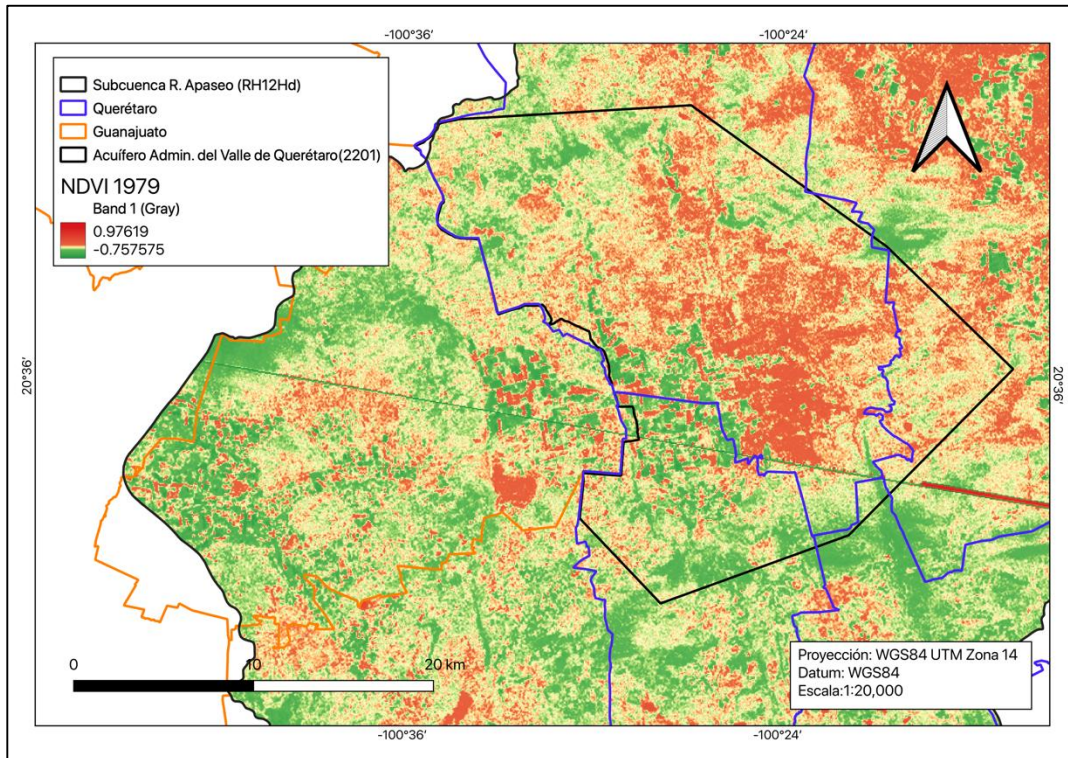 -100°36′
-100°24′
Subcuenca R. Apaseo (RH12Hd)
Querétaro
Guanajuato
Acuífero Admin. del Valle de Querétaro(2201)
NDVI 1979
Band 1 (Gray)
0.97619
-0.757575
20°36′
20°36′
0
10
20 km
Proyección: WGS84 UTM Zona 14
Datum: WGS84
Escala:1:20,000
-100°36′
-100°24′